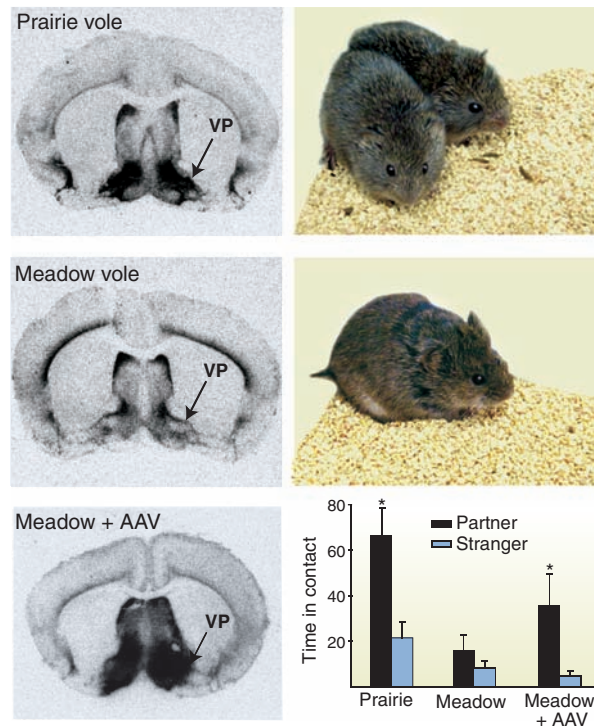 Prairie vole
VP
Meadow vole
VP
Meadow + AAV
VP
80
60
40
20
Time in contact
*
*
Partner
Stranger
Prairie
Meadow
Meadow
+ AAV